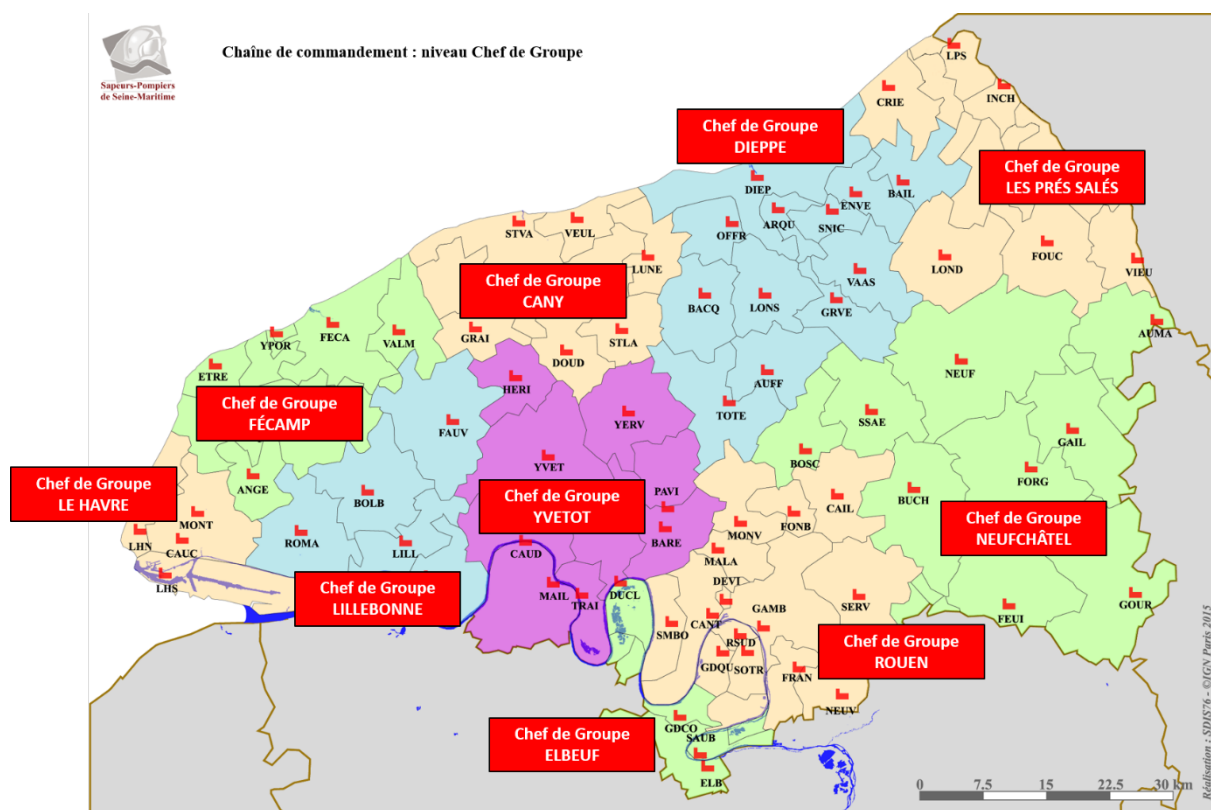 Chaîne de commandement : niveau Chef de Groupe
Sapeurs-Pompiers
de Seine-Maritime
LPS
CRIE
INCH
Chef de Groupe
DIEPPE
Chef de Groupe
LES PRÉS SALÉS
DIEP
BAIL
ENVE
ARQU
SNIC
OFFR
STVA
VEUL
LUNE
LOND
FOUC
VIEU
VAAS
Chef de Groupe
CANY
BACQ
LONS
GRVE
AUMA
YPOR
FECA
VALM
GRAI
STLA
DOUD
NEUF
ETRE
HERI
AUFF
Chef de Groupe
FÉCAMP
TOTE
FAUV
YERV
SSAE
GAIL
YVET
BOSC
ANGE
FORG
Chef de Groupe
LE HAVRE
BOLB
PAVI
CAIL
BUCH
Chef de Groupe
YVETOT
MONT
FONB
MONV
Chef de Groupe
NEUFCHÂTEL
LHN
CAUC
ROMA
LILL
CAUD
BARE
MALA
LHS
Chef de Groupe
LILLEBONNE
MAIL
TRAI
DUCL
DEVI
SERV
GOUR
CANT
GAMB
FEUI
SMBO
RSUD
Chef de Groupe
ROUEN
GDQU
SOTR
FRAN
NEUV
Chef de Groupe
ELBEUF
GDCO
SAUB
ELB
0 7.5 15 22.5 30 km
Réalisation : SDIS76 - ©IGN Paris 2015